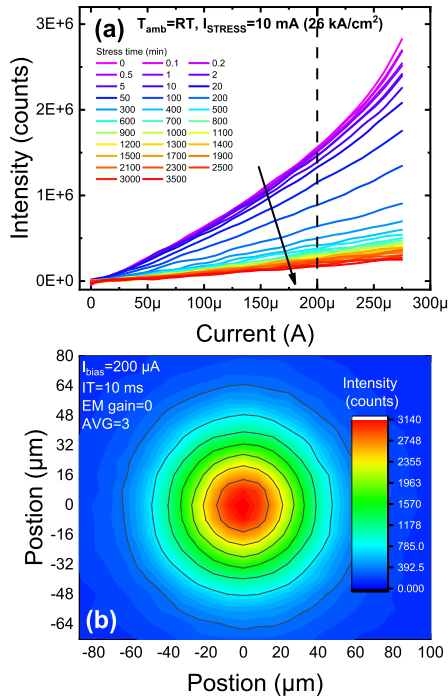 (a) T_amb=RT, I_STRESS=10 mA (26 kA/cm²)
Stress time (min)
0 0.1 0.2
0.5 1 2
5 10 20
50 100 200
300 400 500
600 700 800
900 1000 1100
1200 1300 1400
1500 1700 1900
2100 2300 2500
3000 3500
3E+6
2E+6
1E+6
0E+0
Intensity (counts)
0 50µ 100µ 150µ 200µ 250µ 300µ
Current (A)
I_bias=200 µA
IT=10 ms
EM gain=0
AVG=3
(b)
Intensity
(counts)
3140
3155
2748
2355
1963
1570
1178
785.0
392.5
0.000
80
64
48
32
16
0
-16
-32
-48
-64
Postion (µm)
-80 -60 -40 -20 0 20 40 60 80 100
Postion (µm)